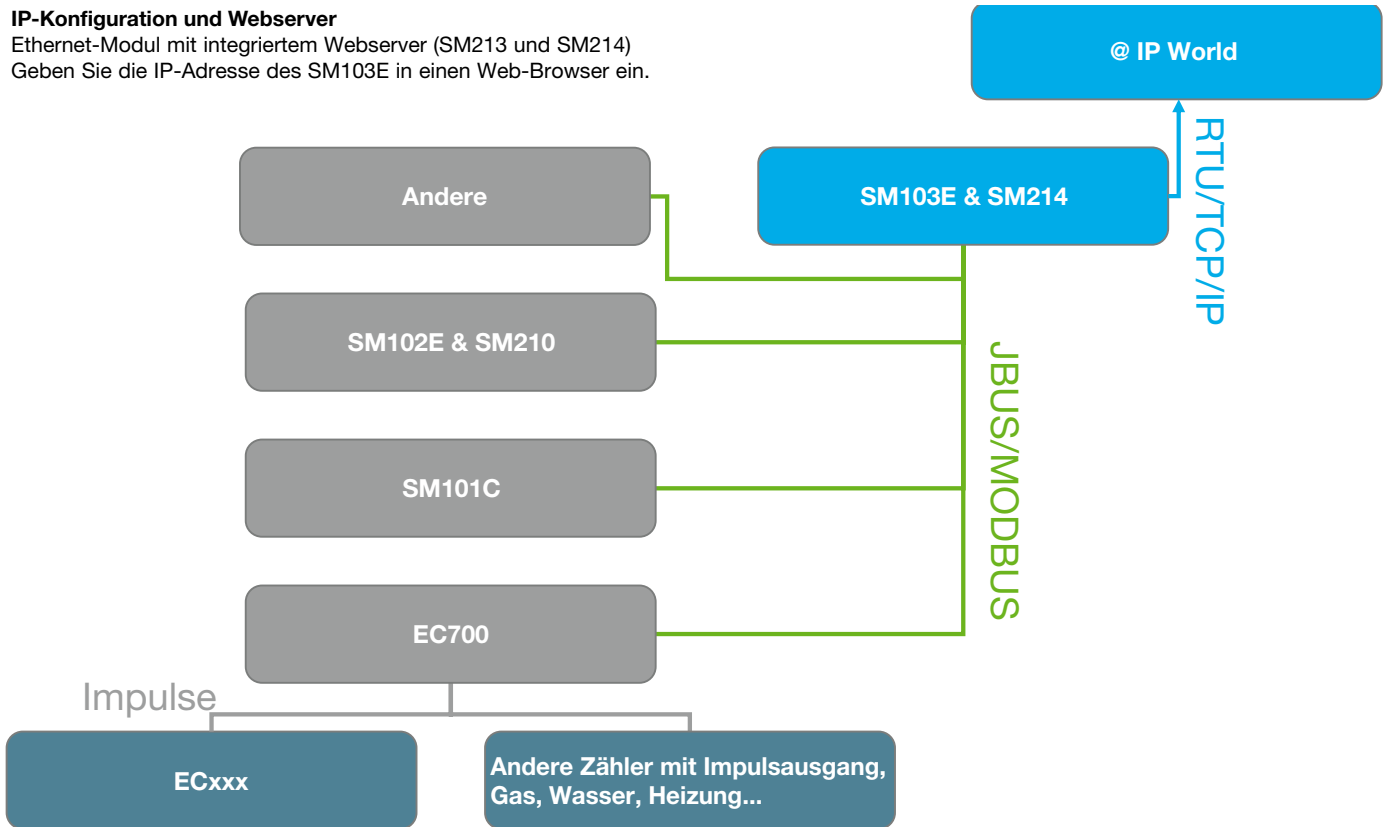 IP-Konfiguration und Webserver
Ethernet-Modul mit integriertem Webserver (SM213 und SM214)
Geben Sie die IP-Adresse des SM103E in einen Web-Browser ein.
@ IP World
RTU/TCP/IP
Andere
SM103E & SM214
SM102E & SM210
JBUS/MODBUS
SM101C
EC700
Impulse
ECxxx
Andere Zähler mit Impulsausgang,
Gas, Wasser, Heizung...